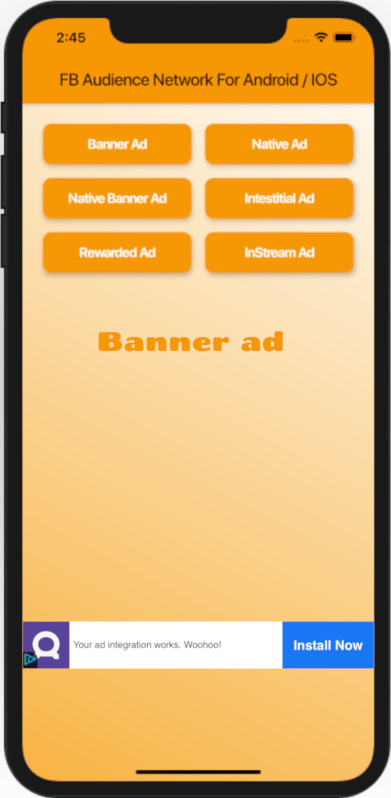 2:45
FB Audience Network For Android / IOS
Banner Ad
Native Ad
Native Banner Ad
Intestitial Ad
Rewarded Ad
InStream Ad
Banner ad
Your ad integration works. Woohoo!
Install Now